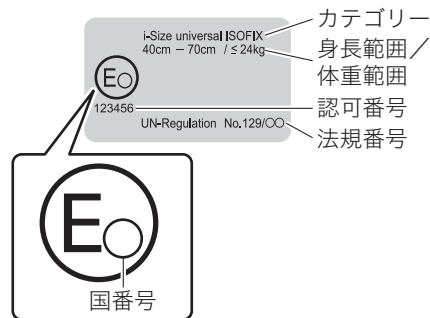 i-Size universal ISOFIX
40cm － 70cm / ≤ 24kg
E○
123456
UN-Regulation No.129/○○
カテゴリー
身長範囲／
体重範囲
認可番号
法規番号
E○
国番号